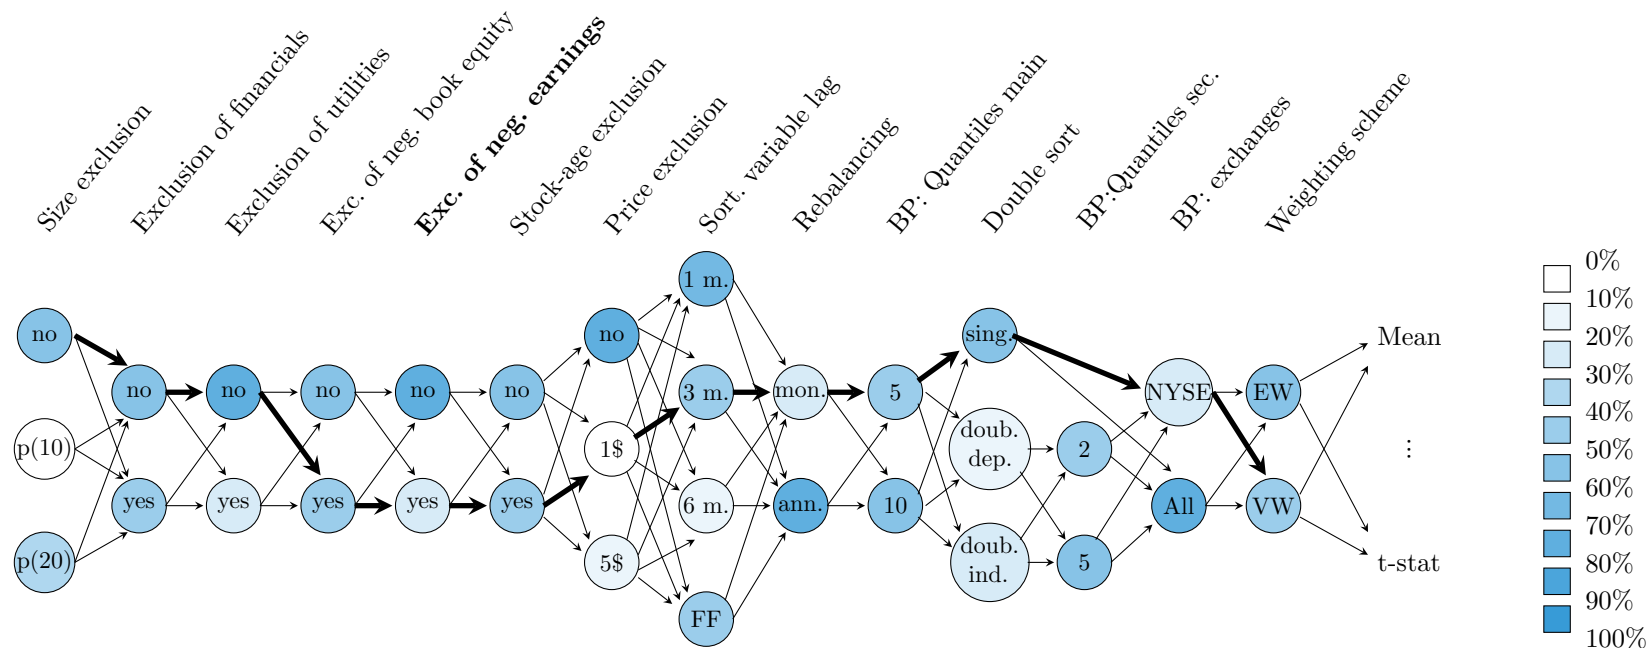 Size exclusion
Exclusion of financials
Exclusion of utilities
Exc. of neg. book equity
Exc. of neg. earnings
Stock-age exclusion
Price exclusion
Sort. variable lag
Rebalancing
BP: Quantiles main
Double sort
BP:Quantiles sec.
BP: exchanges
Weighting scheme
no
p(10)
p(20)
no
yes
no
yes
no
yes
no
yes
no
yes
no
1$
5$
1 m.
3 m.
6 m.
FF
mon.
ann.
5
10
sing.
doub.
dep.
doub.
ind.
2
5
NYSE
All
EW
VW
Mean
⋮
t-stat
0%
10%
20%
30%
40%
50%
60%
70%
80%
90%
100%